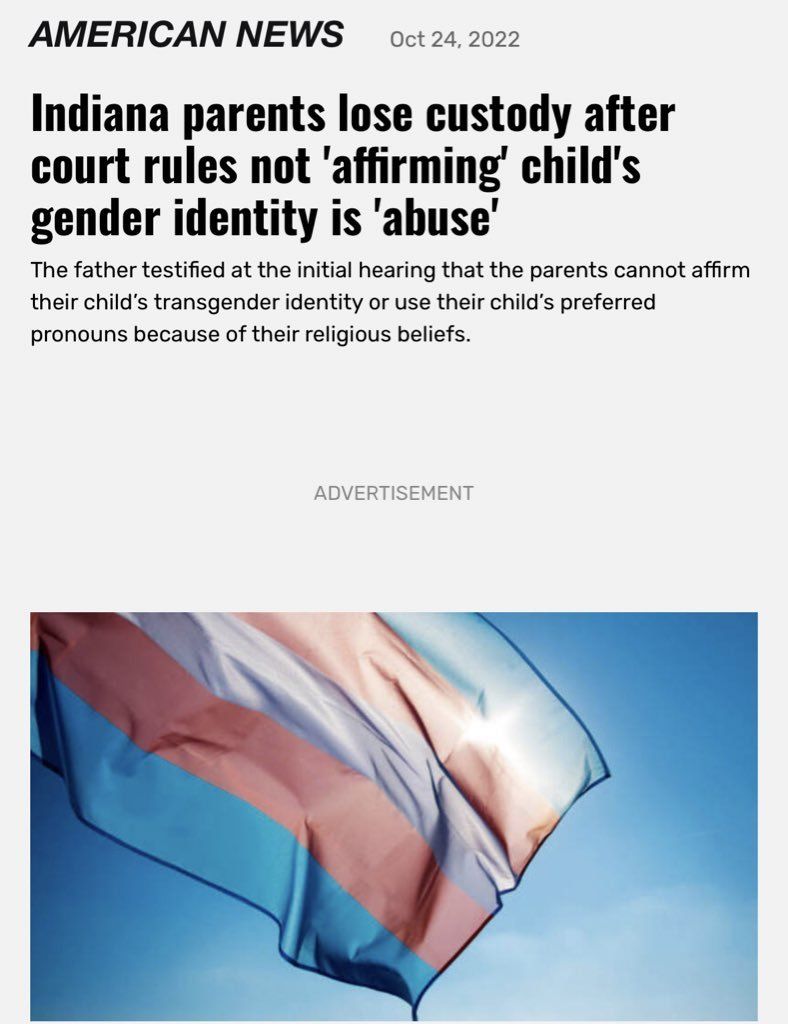 AMERICAN NEWS Oct 24, 2022
Indiana parents lose custody after
court rules not 'affirming' child's
gender identity is 'abuse'
The father testified at the initial hearing that the parents cannot affirm
their child’s transgender identity or use their child’s preferred
pronouns because of their religious beliefs.
ADVERTISEMENT